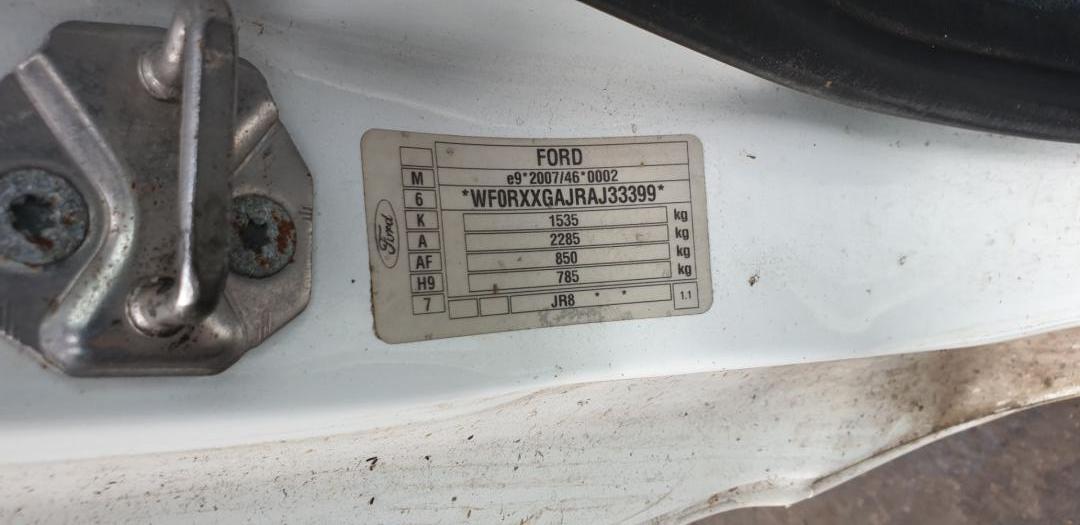 FORD
e9*2007/46*0002
*WF0RXXGAJRAJ33399*
M
6
K
A
AF
H9
7
1535 kg
2285 kg
850 kg
785 kg
JR8 * *
1.1
Ford